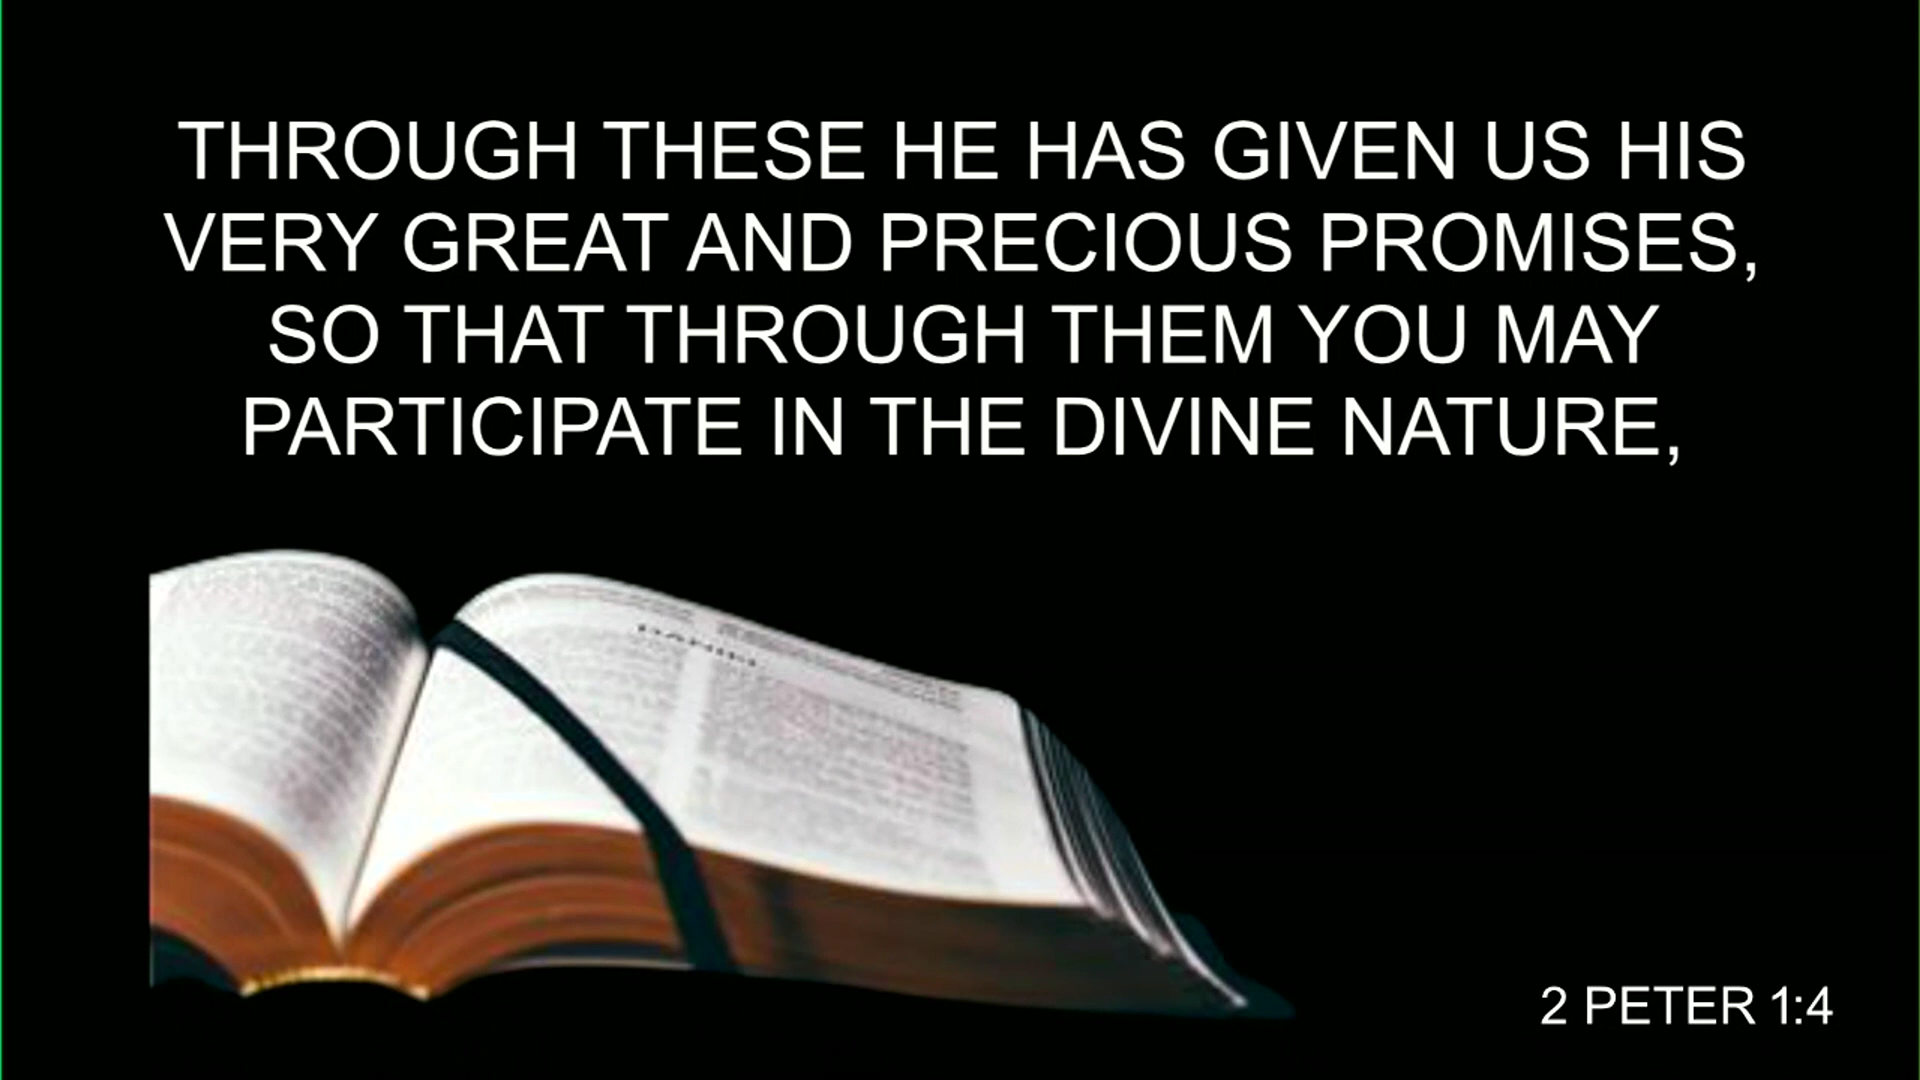 THROUGH THESE HE HAS GIVEN US HIS
VERY GREAT AND PRECIOUS PROMISES,
SO THAT THROUGH THEM YOU MAY
PARTICIPATE IN THE DIVINE NATURE,
DANIEL
2 PETER 1:4